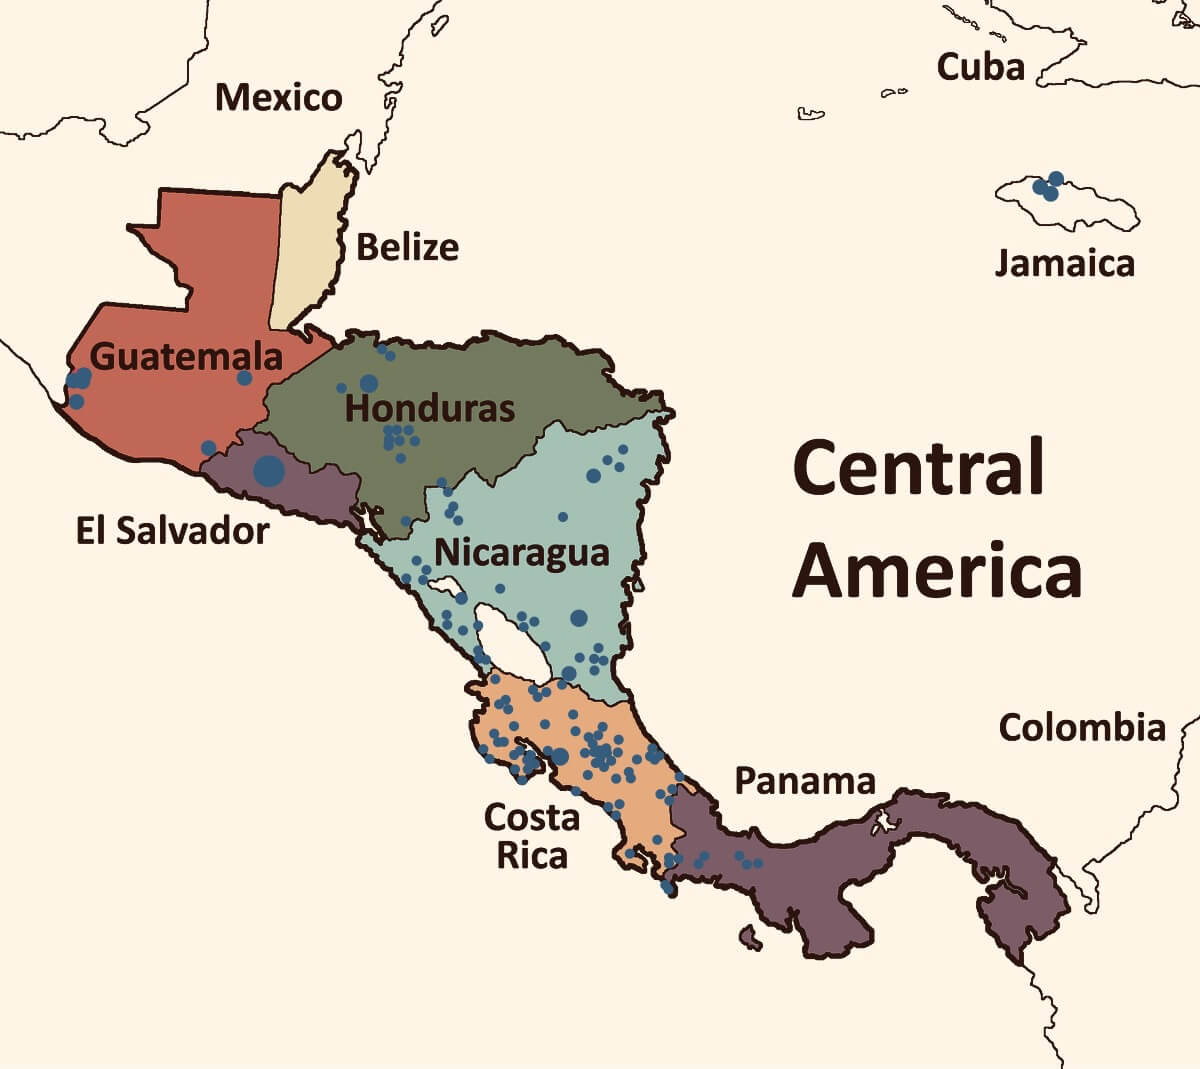 Cuba
Mexico
Belize
Jamaica
Guatemala
Honduras
Central
America
El Salvador
Nicaragua
Colombia
Panama
Costa
Rica